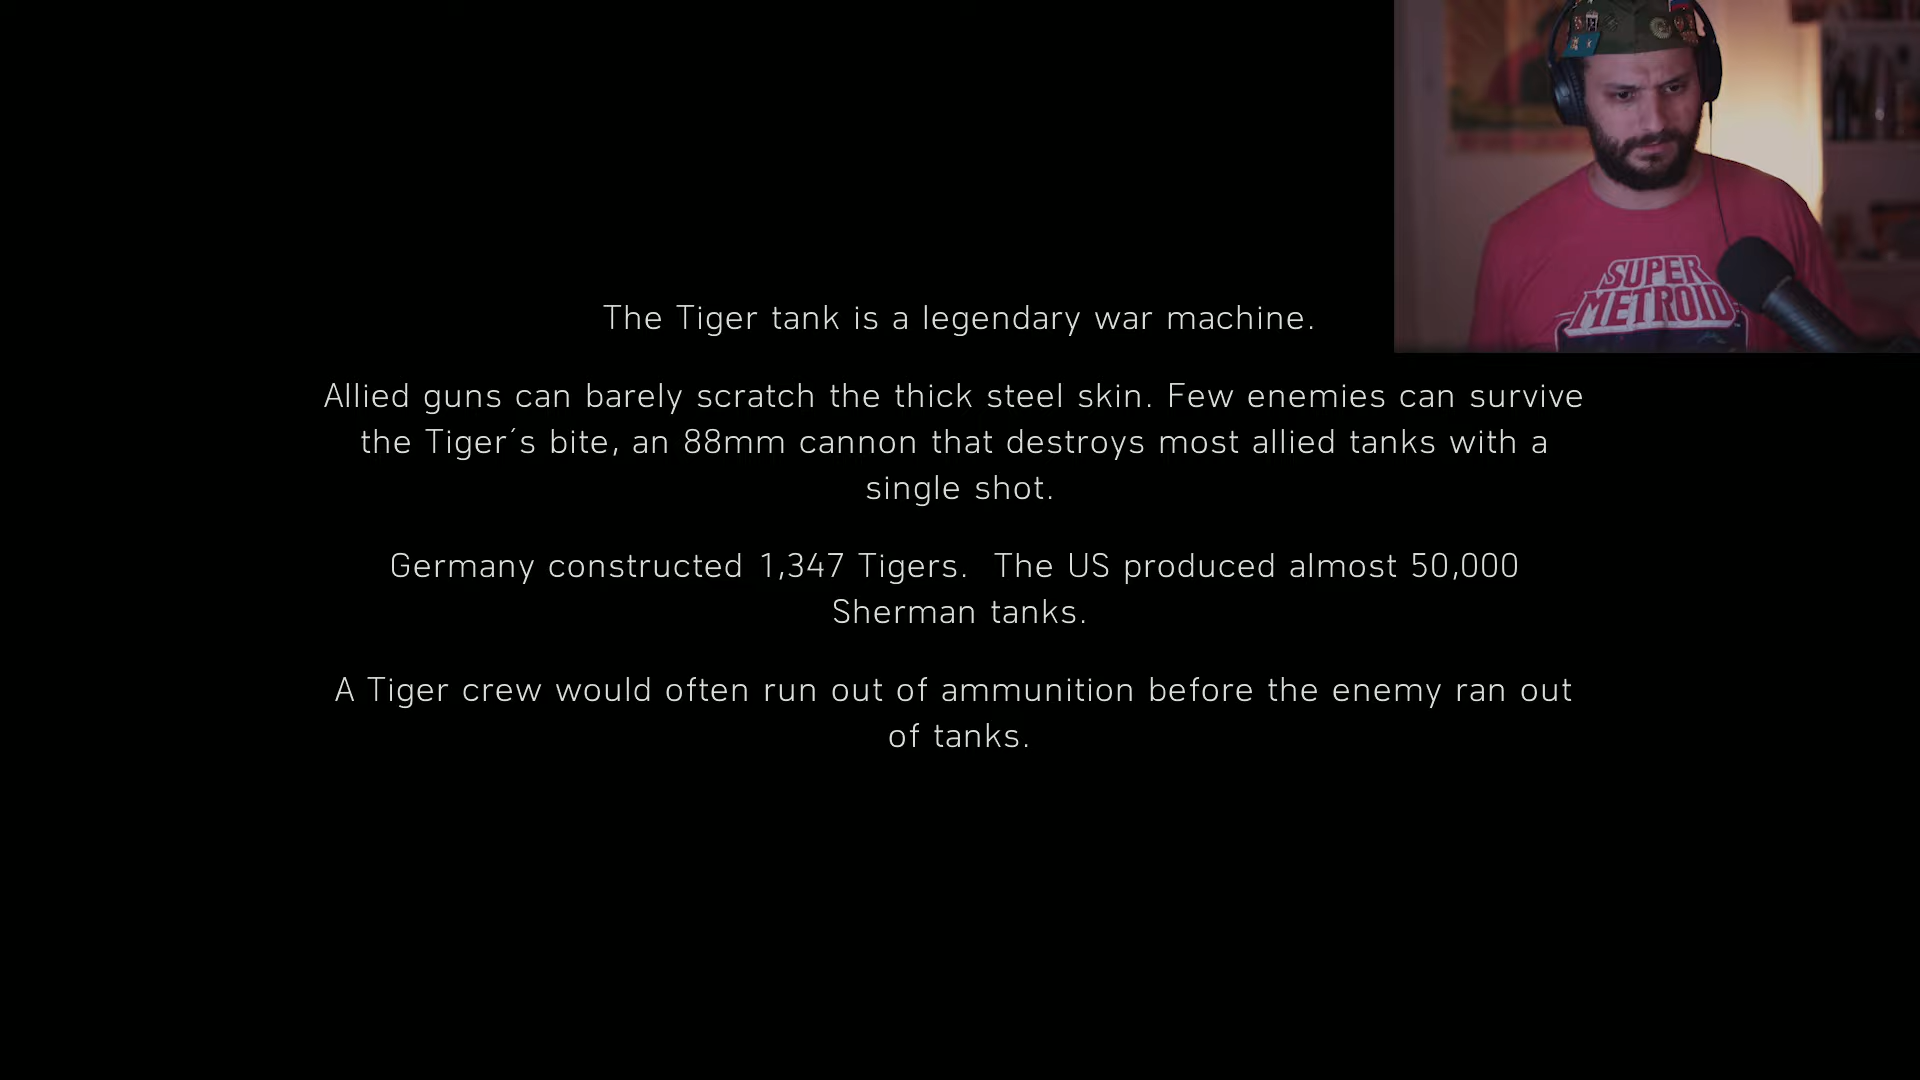 SUPER
METROID
The Tiger tank is a legendary war machine.
Allied guns can barely scratch the thick steel skin. Few enemies can survive
the Tiger´s bite, an 88mm cannon that destroys most allied tanks with a
single shot.
Germany constructed 1,347 Tigers.  The US produced almost 50,000
Sherman tanks.
A Tiger crew would often run out of ammunition before the enemy ran out
of tanks.